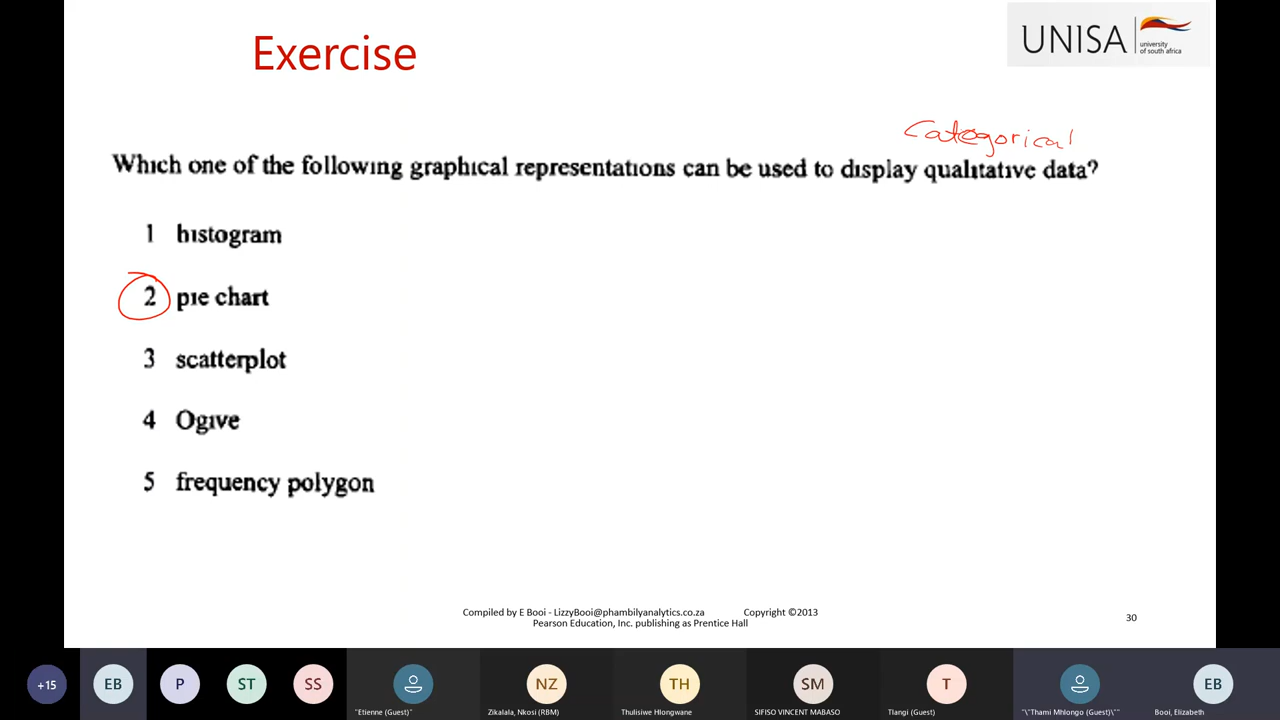 Exercise
UNISA
university
of south africa
Categorical
Which one of the following graphical representations can be used to display qualitative data?
1 histogram
2 pie chart
3 scatterplot
4 Ogive
5 frequency polygon
Compiled by E Booi - LizzyBooi@phambilyanalytics.co.za Copyright ©2013
Pearson Education, Inc. publishing as Prentice Hall
30
+15
EB
P
ST
SS
"Etienne (Guest)"
NZ
Zikalala, Nkosi (RBM)
TH
Thulisiwe Hlongwane
SM
SIFISO VINCENT MABASO
T
Tlangi (Guest)
"\"Thami Mhlongo (Guest)\""
EB
Booi, Elizabeth